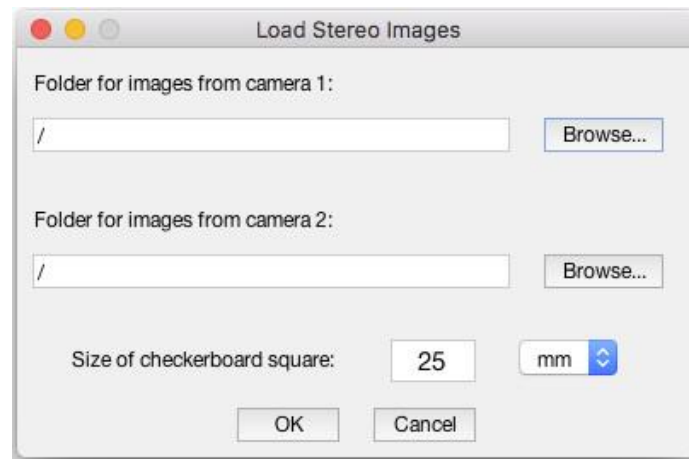 Load Stereo Images
Folder for images from camera 1:
/ Browse...
Folder for images from camera 2:
/ Browse...
Size of checkerboard square: 25 mm
OK Cancel